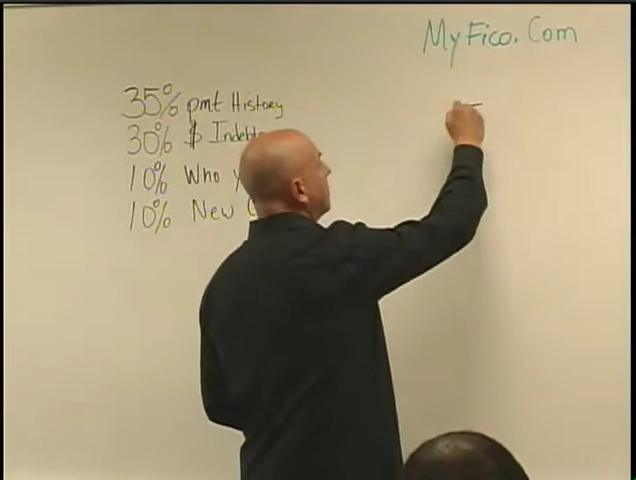 MyFico.Com
35% pmt History
30% $ Indebt
10% Who
10% New